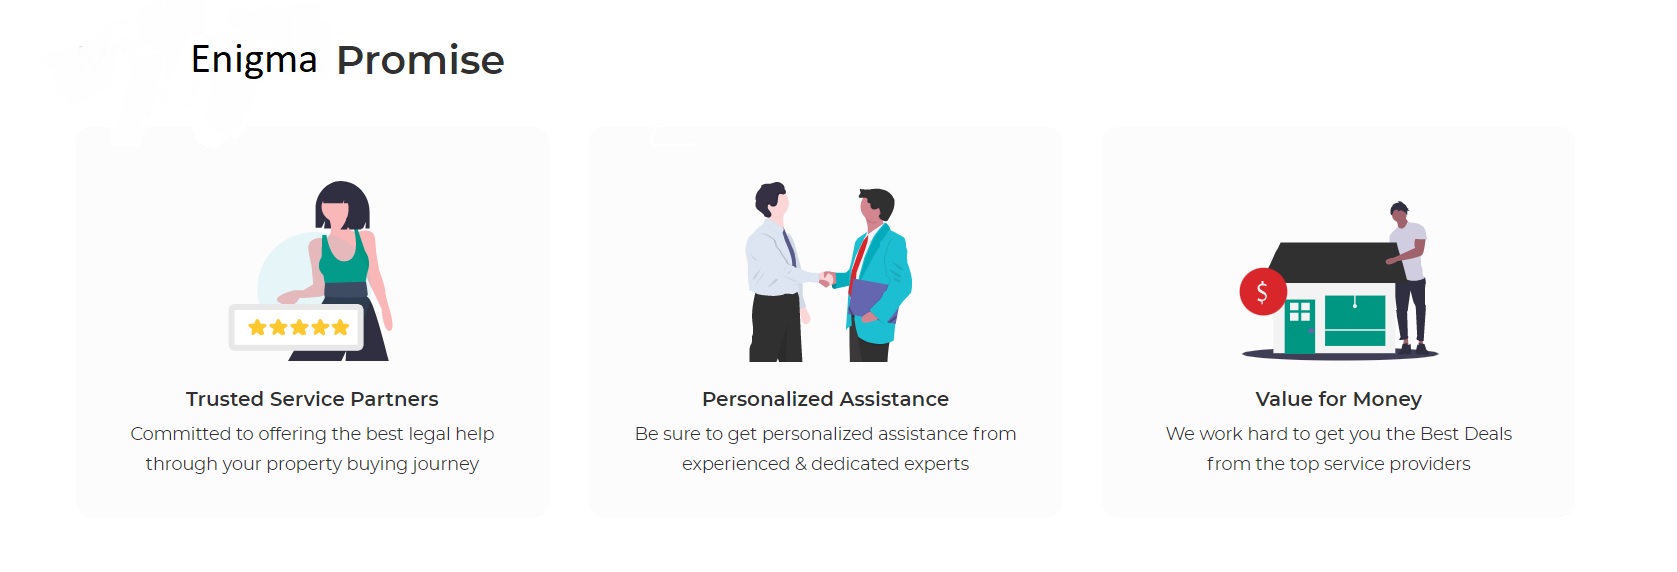 Enigma Promise
Trusted Service Partners
Committed to offering the best legal help
through your property buying journey
Personalized Assistance
Be sure to get personalized assistance from
experienced & dedicated experts
$
Value for Money
We work hard to get you the Best Deals
from the top service providers